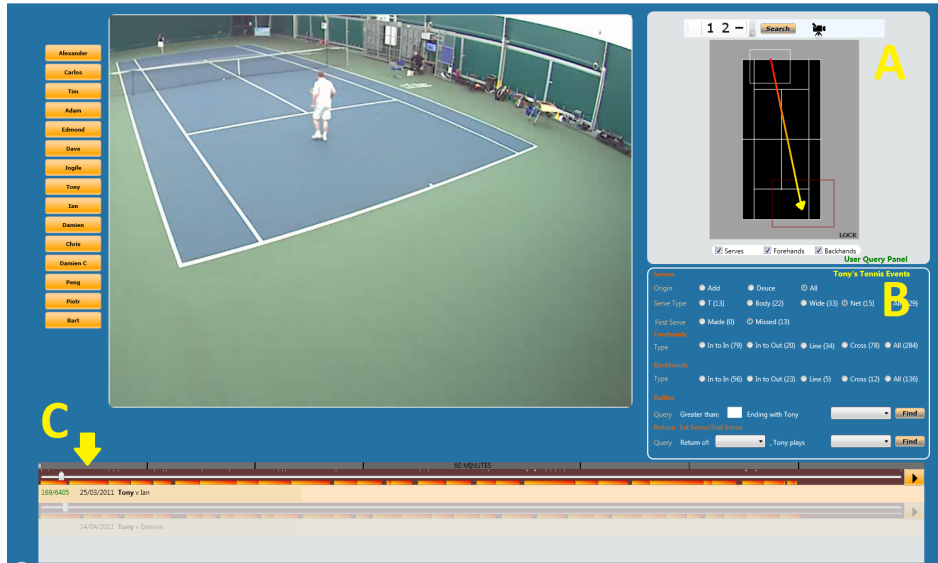 Alexander
Carlos
Tim
Adam
Edmond
Dave
Jogile
Tony
Ian
Damien
Chris
Damien C
Peng
Piotr
Bart
1 2 – Search
A
LOCK
Serves Forehands Backhands
User Query Panel
Serves Tony's Tennis Events
Origin Add Deuce All
Serve Type T (13) Body (22) Wide (33) Net (15)
B
First Serve Made (0) Missed (13)
Forehands
Type In to In (79) In to Out (20) Line (34) Cross (78) All (284)
Backhands
Type In to In (56) In to Out (23) Line (5) Cross (12) All (136)
Rallies
Query Greater than: Ending with Tony Find
Return 1st Serve/2nd Serve
Query Return of: , Tony plays Find
C
60 MINUTES
169/6405 25/03/2011 Tony v Ian
14/04/2011 Tony v Damien